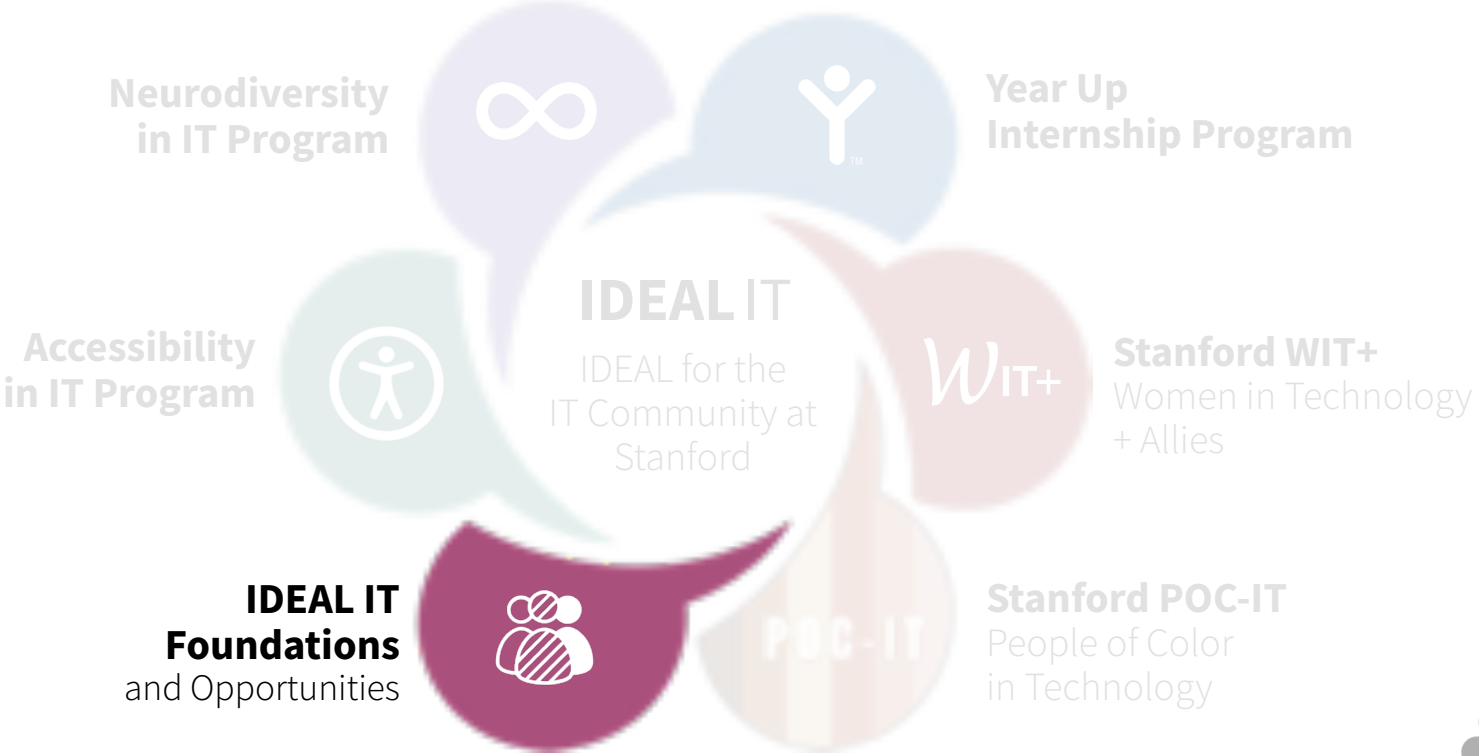 Neurodiversity
in IT Program
TM
Year Up
Internship Program
IDEAL IT
IDEAL for the
IT Community at
Stanford
Accessibility
in IT Program
WIT+
Stanford WIT+
Women in Technology
+ Allies
IDEAL IT
Foundations
and Opportunities
POC-IT
Stanford POC-IT
People of Color
in Technology